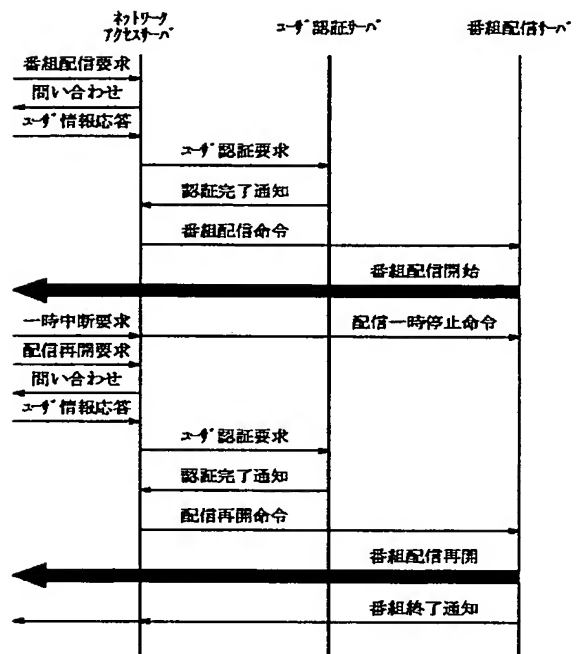 ネットワーク
アクセスサーバ
ユーザ認証サーバ
番組配信サーバ
番組配信要求
問い合わせ
ユーザ情報応答
ユーザ認証要求
認証完了通知
番組配信命令
番組配信開始
一時中断要求
配信一時停止命令
配信再開要求
問い合わせ
ユーザ情報応答
ユーザ認証要求
認証完了通知
配信再開命令
番組配信再開
番組終了通知